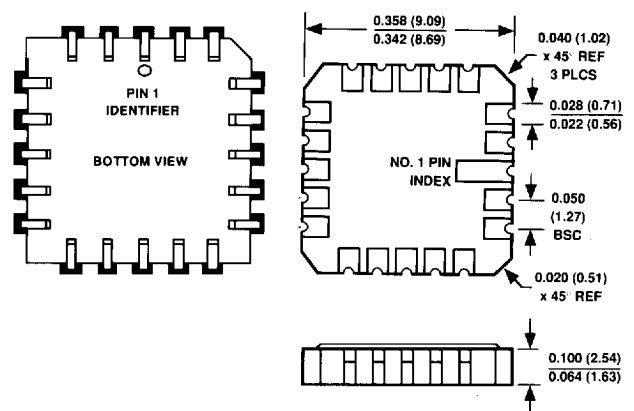 PIN 1
IDENTIFIER
BOTTOM VIEW
0.358 (9.09)
0.342 (8.69)
0.040 (1.02)
x 45° REF
3 PLCS
0.028 (0.71)
0.022 (0.56)
NO. 1 PIN
INDEX
0.050
(1.27)
BSC
0.020 (0.51)
x 45° REF
0.100 (2.54)
0.064 (1.63)